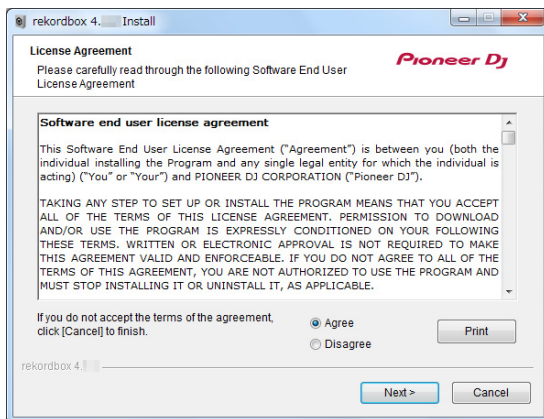 rekordbox 4. Install
License Agreement
Please carefully read through the following Software End User
License Agreement
Pioneer Dj
Software end user license agreement
This Software End User License Agreement (“Agreement”) is between you (both the
individual installing the Program and any single legal entity for which the individual is
acting) (“You” or “Your”) and PIONEER DJ CORPORATION (“Pioneer DJ”).
TAKING ANY STEP TO SET UP OR INSTALL THE PROGRAM MEANS THAT YOU ACCEPT
ALL OF THE TERMS OF THIS LICENSE AGREEMENT. PERMISSION TO DOWNLOAD
AND/OR USE THE PROGRAM IS EXPRESSLY CONDITIONED ON YOUR FOLLOWING
THESE TERMS. WRITTEN OR ELECTRONIC APPROVAL IS NOT REQUIRED TO MAKE
THIS AGREEMENT VALID AND ENFORCEABLE. IF YOU DO NOT AGREE TO ALL OF THE
TERMS OF THIS AGREEMENT, YOU ARE NOT AUTHORIZED TO USE THE PROGRAM AND
MUST STOP INSTALLING IT OR UNINSTALL IT, AS APPLICABLE.
If you do not accept the terms of the agreement,
click [Cancel] to finish.
Agree
Disagree
Print
rekordbox 4.
Next >
Cancel